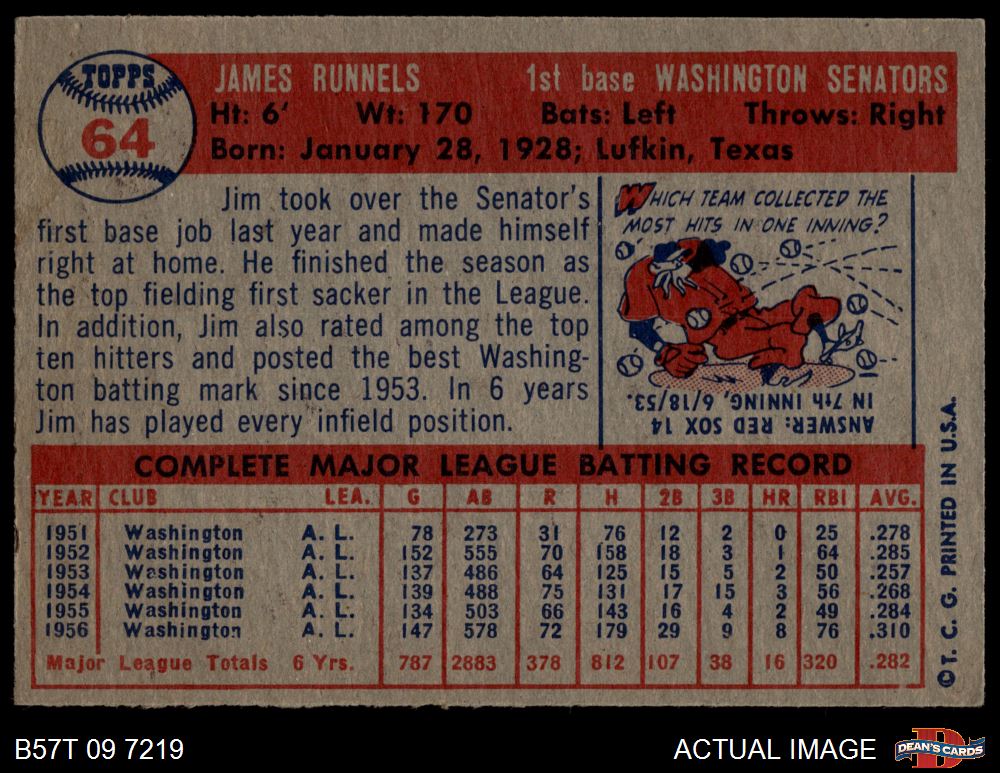 TOPPS
64
JAMES RUNNELS 1st base WASHINGTON SENATORS
Ht: 6' Wt: 170 Bats: Left Throws: Right
Born: January 28, 1928; Lufkin, Texas
Jim took over the Senator's
first base job last year and made himself
right at home. He finished the season as
the top fielding first sacker in the League.
In addition, Jim also rated among the top
ten hitters and posted the best Washing-
ton batting mark since 1953. In 6 years
Jim has played every infield position.
WHICH TEAM COLLECTED THE
MOST HITS IN ONE INNING?
ANSWER: RED SOX 14
IN 7th INNING, 6/18/53.
COMPLETE MAJOR LEAGUE BATTING RECORD
YEAR CLUB LEA. G AB R H 2B 3B HR RBI AVG.
1951 Washington A. L. 78 273 31 76 12 2 0 25 .278
1952 Washington A. L. 152 555 70 158 18 3 1 64 .285
1953 Washington A. L. 137 486 64 125 15 5 2 50 .257
1954 Washington A. L. 139 488 75 131 17 15 3 56 .268
1955 Washington A. L. 134 503 66 143 16 4 2 49 .284
1956 Washington A. L. 147 578 72 179 29 9 8 76 .310
Major League Totals 6 Yrs. 787 2883 378 812 107 38 16 320 .282
© T. C. G. PRINTED IN U.S.A.
B57T 09 7219 ACTUAL IMAGE
DEAN'S CARDS